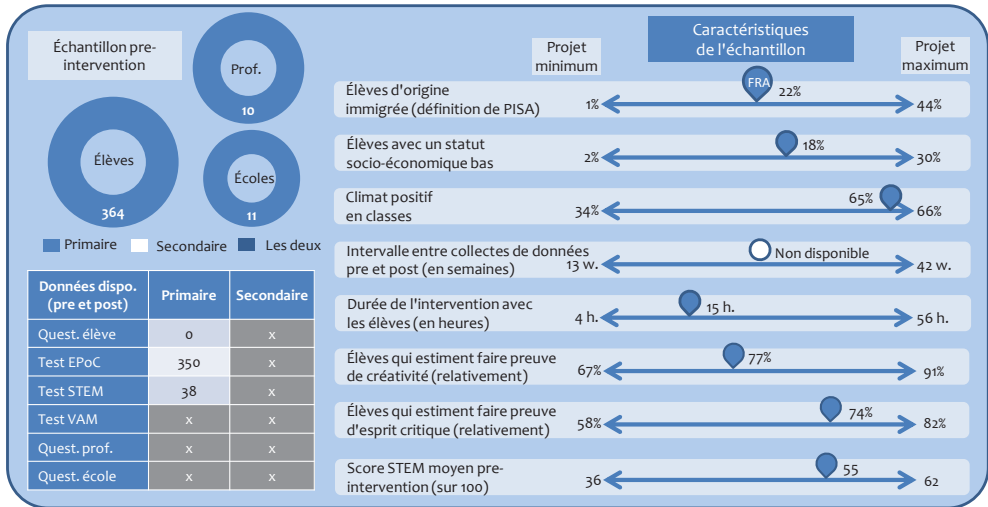 Échantillon pre-
intervention
Prof.
10
Élèves
364
Écoles
11
Primaire
Secondaire
Les deux
Données dispo.
(pre et post)
Primaire
Secondaire
Quest. élève
0
x
Test EPoC
350
x
Test STEM
38
x
Test VAM
x
x
Quest. prof.
x
x
Quest. école
x
x
Projet
minimum
Caractéristiques
de l'échantillon
Projet
maximum
Élèves d'origine
immigrée (définition de PISA)
1%
FRA
22%
44%
Élèves avec un statut
socio-économique bas
2%
18%
30%
Climat positif
en classes
34%
65%
66%
Intervalle entre collectes de données
pre et post (en semaines)
13 w.
Non disponible
42 w.
Durée de l'intervention avec
les élèves (en heures)
4 h.
15 h.
56 h.
Élèves qui estiment faire preuve
de créativité (relativement)
67%
77%
91%
Élèves qui estiment faire preuve
d'esprit critique (relativement)
58%
74%
82%
Score STEM moyen pre-
intervention (sur 100)
36
55
62